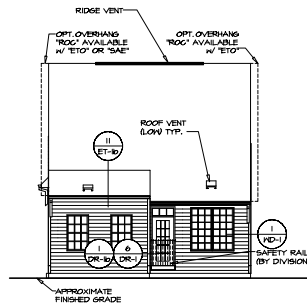 RIDGE VENT
OPT. OVERHANG
"ROC" AVAILABLE
W/ "ETO" OR "SAE"
OPT. OVERHANG
"ROC" AVAILABLE
W/ "ETO"
ROOF VENT
(LOW) TYP.
11
ET-1b
1
DR-1b
6
DR-1
1
WD-1
SAFETY RAIL
(BY DIVISION
APPROXIMATE
FINISHED GRADE